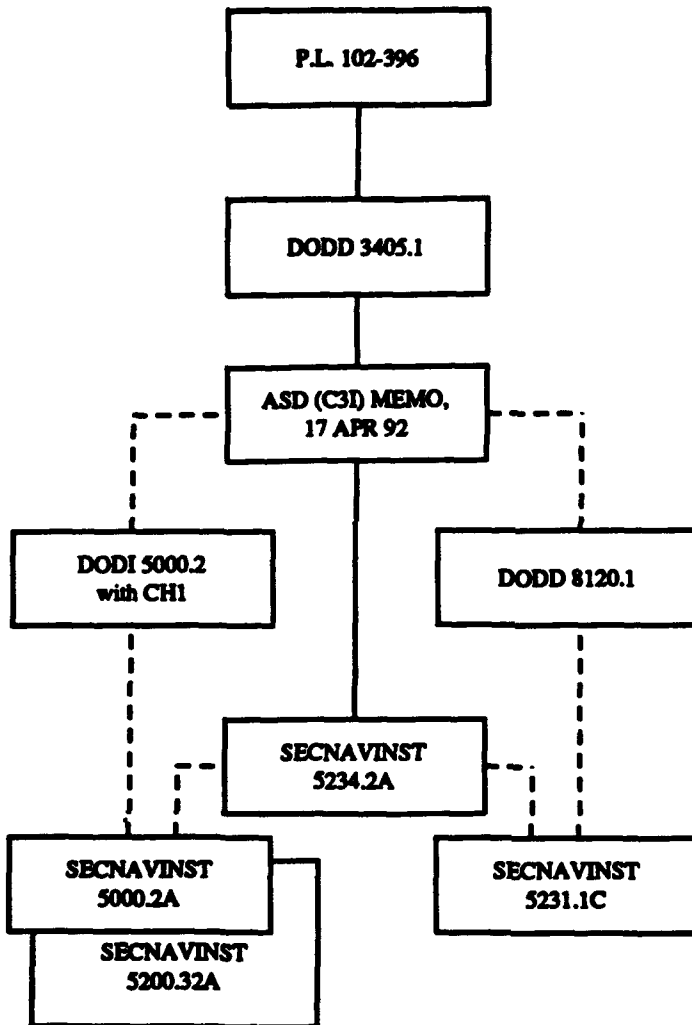 P.L. 102-396
DODD 3405.1
ASD (C3I) MEMO,
17 APR 92
DODI 5000.2
with CH1
DODD 8120.1
SECNAVINST
5234.2A
SECNAVINST
5000.2A
SECNAVINST
5231.1C
SECNAVINST
5200.32A